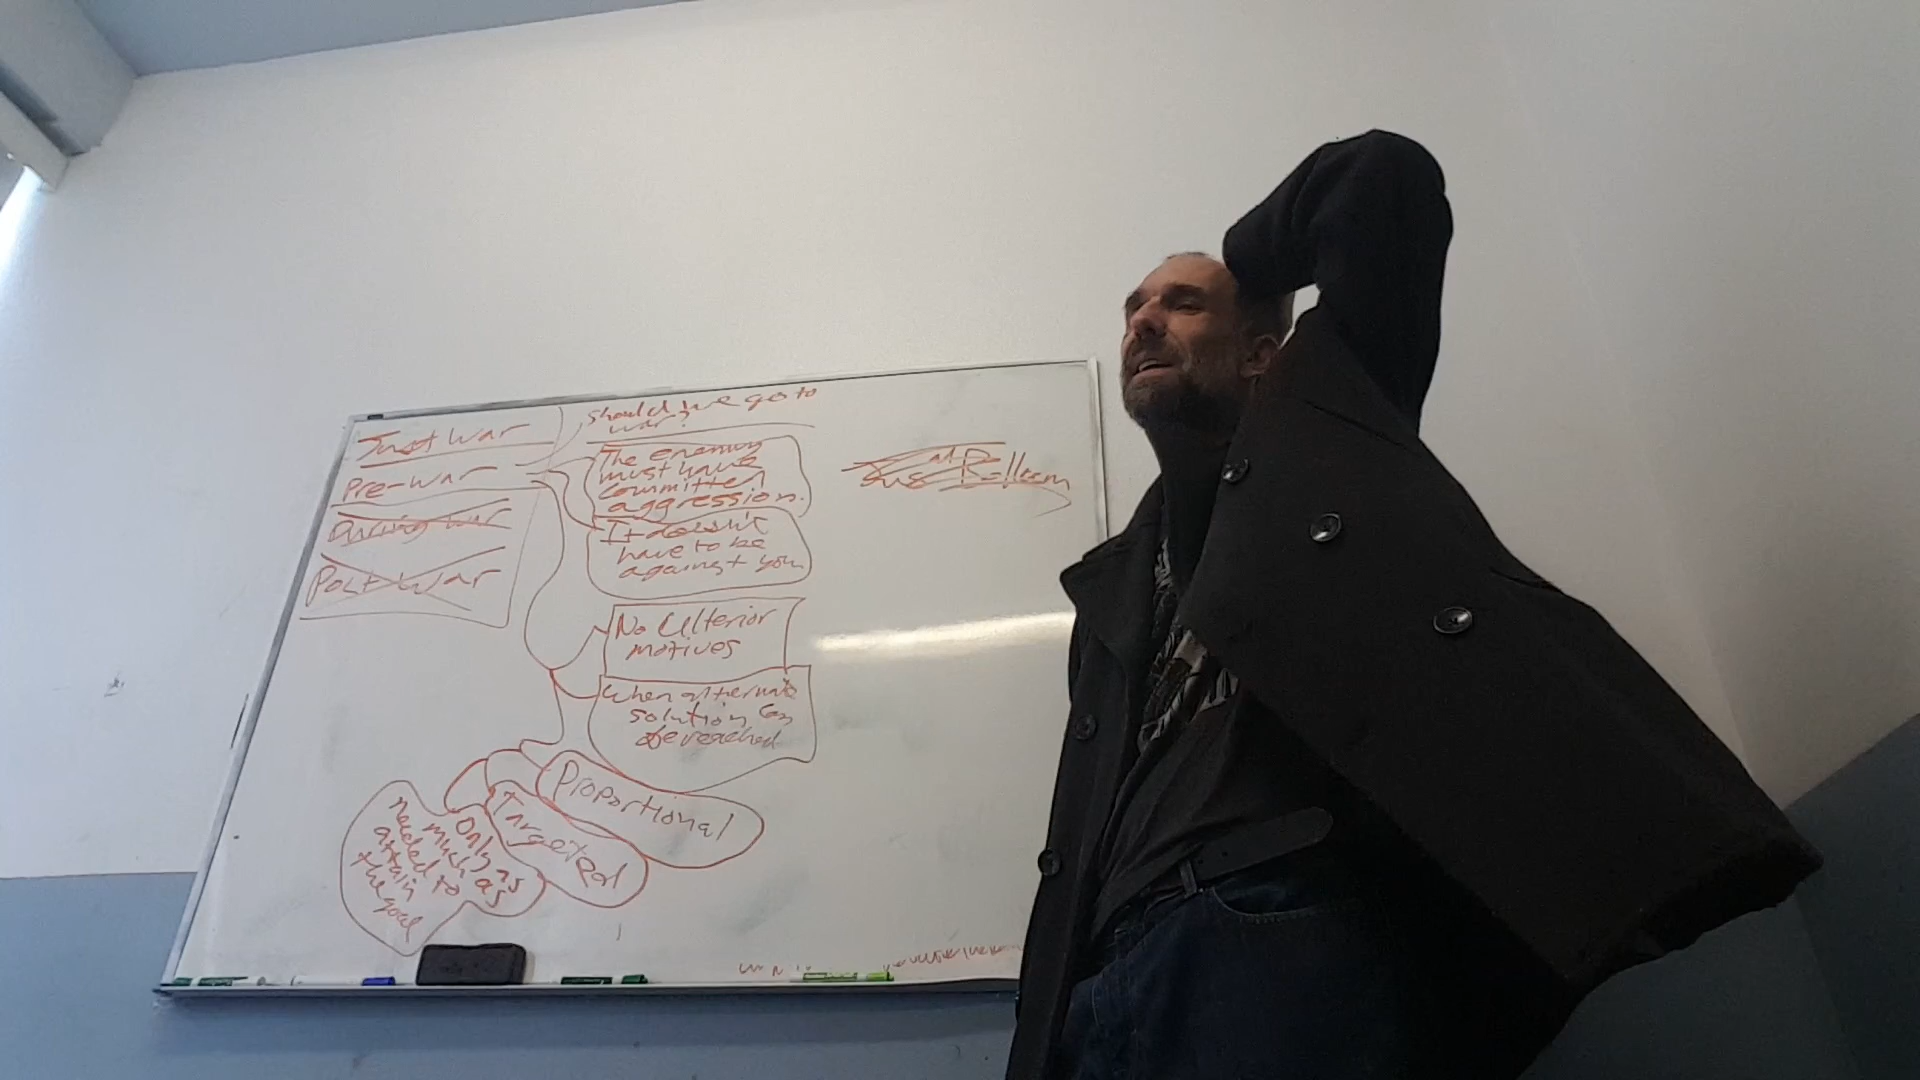 Just War
Pre-War
During War
Post War
Should we go to
war?
The enemy
must have
committed
aggression.
It doesn't
have to be
against you
No Ulterior
motives
When alternate
solution can
be reached
Proportional
Targeted
Only as
much as
needed to
attain
the goal